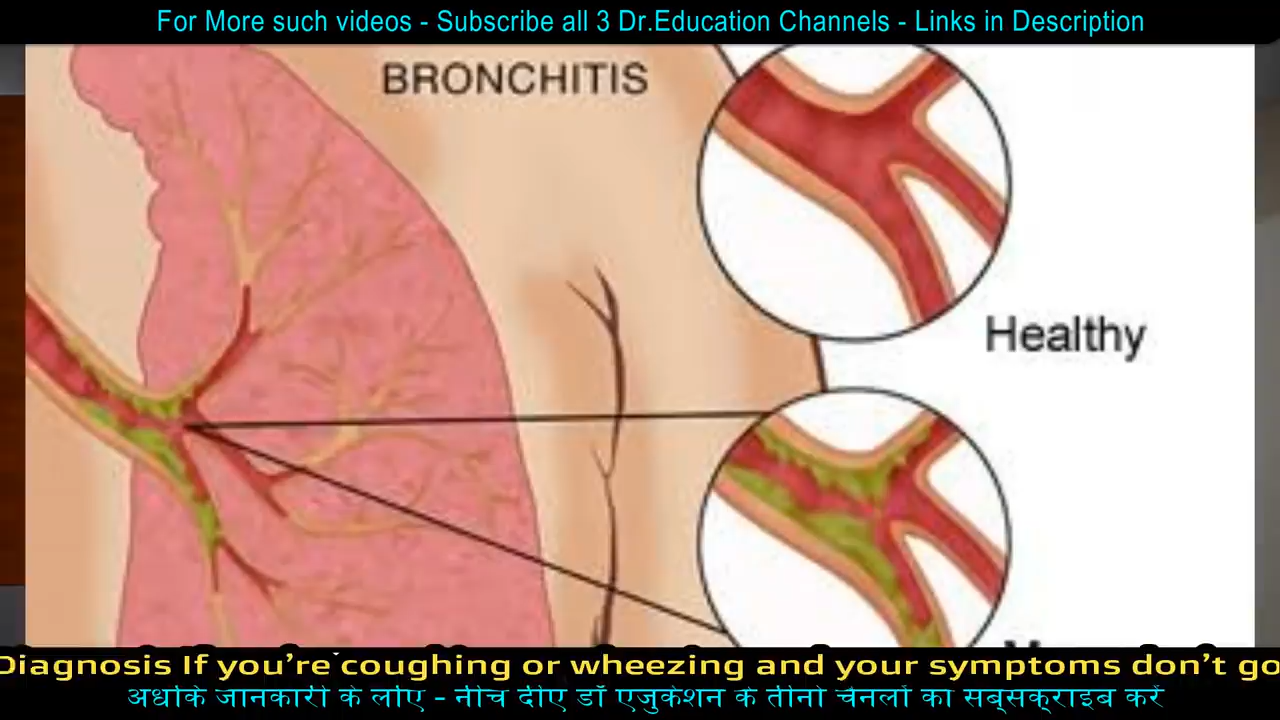 For More such videos - Subscribe all 3 Dr.Education Channels - Links in Description
BRONCHITIS
Healthy
Diagnosis If you're coughing or wheezing and your symptoms don't go
अधीके जानकारी के लीए - नीचे दीए डॉ एजुकेशन के तीनो चेनलो को सब्सक्राइब करें